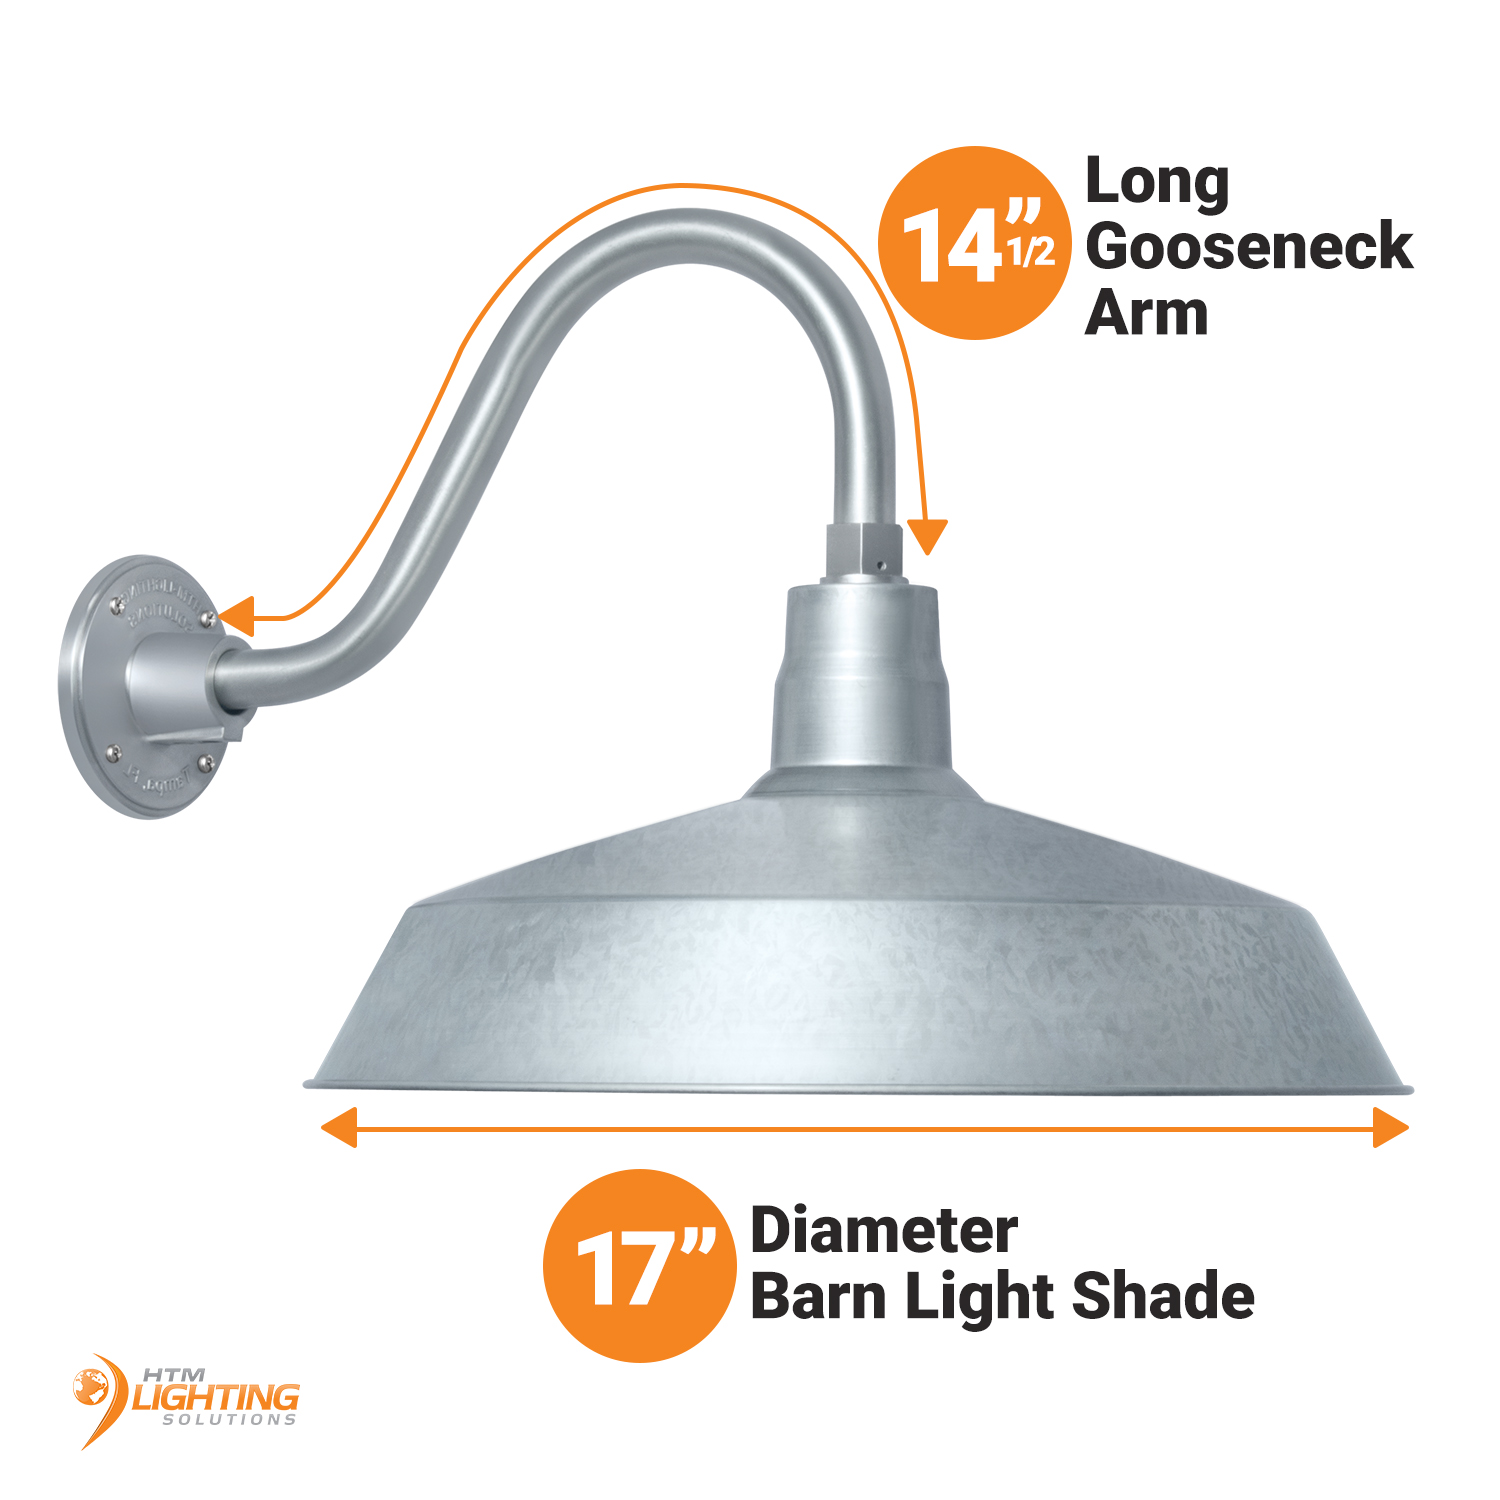 14 1/2”
Long
Gooseneck
Arm
17”
Diameter
Barn Light Shade
HTM
LIGHTING
SOLUTIONS